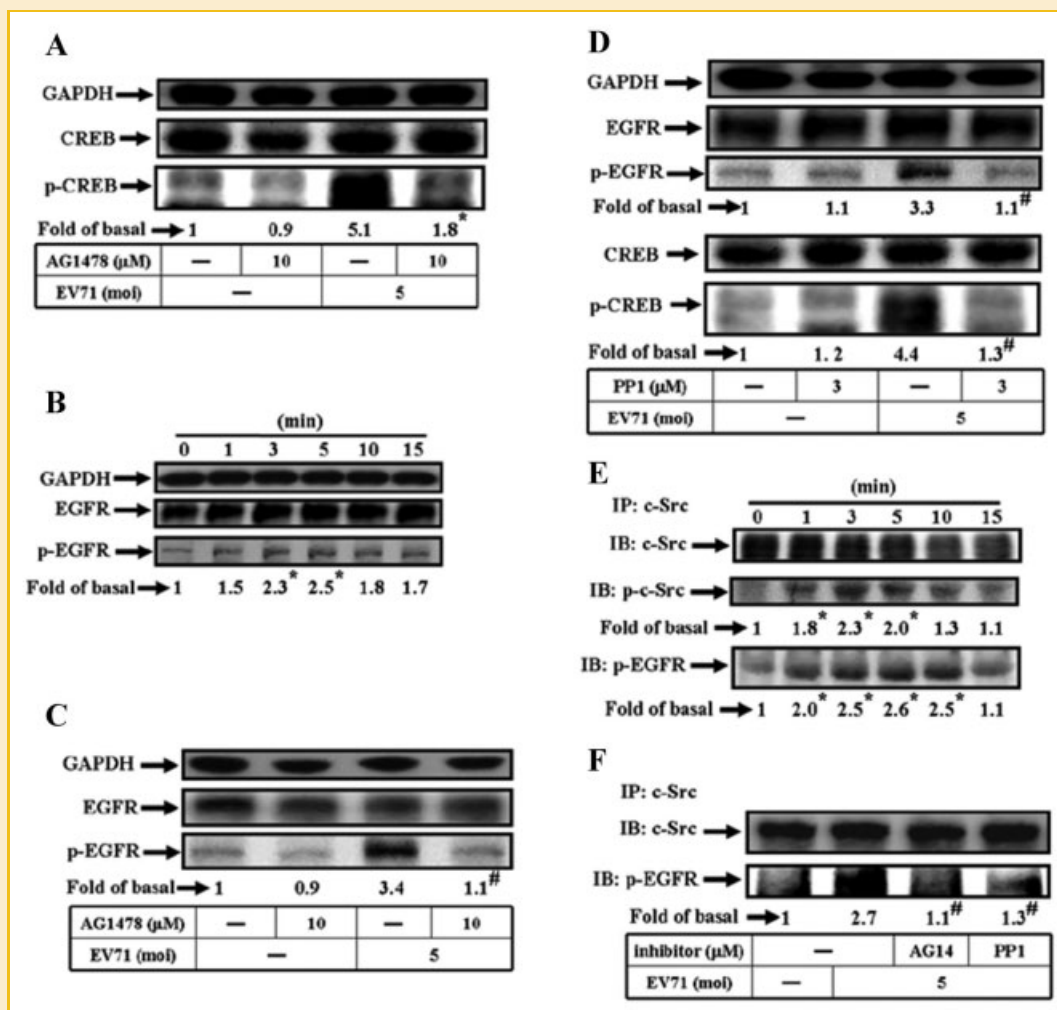 A
GAPDH
CREB
p-CREB
Fold of basal 1 0.9 5.1 1.8*
AG1478 (μM) — 10 — 10
EV71 (moi) — 5
B
(min)
0 1 3 5 10 15
GAPDH
EGFR
p-EGFR
Fold of basal 1 1.5 2.3* 2.5* 1.8 1.7
C
GAPDH
EGFR
p-EGFR
Fold of basal 1 0.9 3.4 1.1#
AG1478 (μM) — 10 — 10
EV71 (moi) — 5
D
GAPDH
EGFR
p-EGFR
Fold of basal 1 1.1 3.3 1.1#
CREB
p-CREB
Fold of basal 1 1. 2 4.4 1.3#
PP1 (μM) — 3 — 3
EV71 (moi) — 5
E
(min)
IP: c-Src 0 1 3 5 10 15
IB: c-Src
IB: p-c-Src
Fold of basal 1 1.8* 2.3* 2.0* 1.3 1.1
IB: p-EGFR
Fold of basal 1 2.0* 2.5* 2.6* 2.5* 1.1
F
IP: c-Src
IB: c-Src
IB: p-EGFR
Fold of basal 1 2.7 1.1# 1.3#
inhibitor (μM) — AG14 PP1
EV71 (moi) — 5